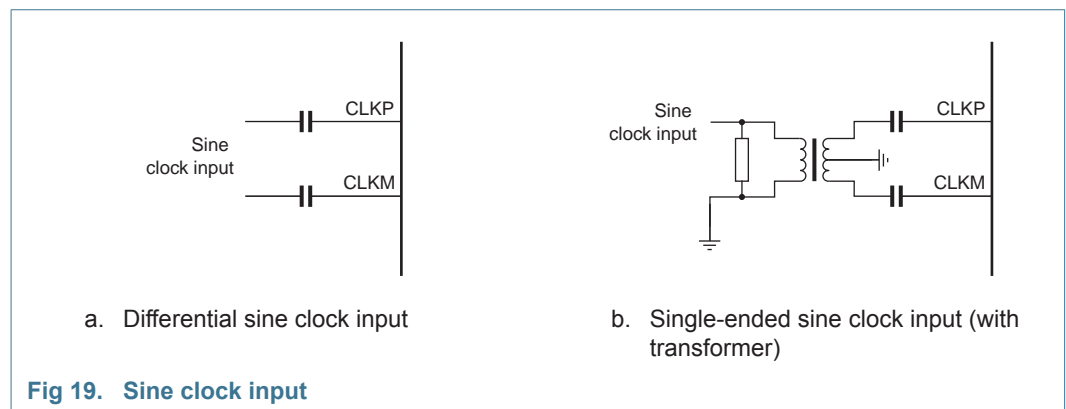 Sine
clock input
CLKP
CLKM
Sine
clock input
CLKP
CLKM
a. Differential sine clock input
b. Single-ended sine clock input (with
transformer)
Fig 19. Sine clock input